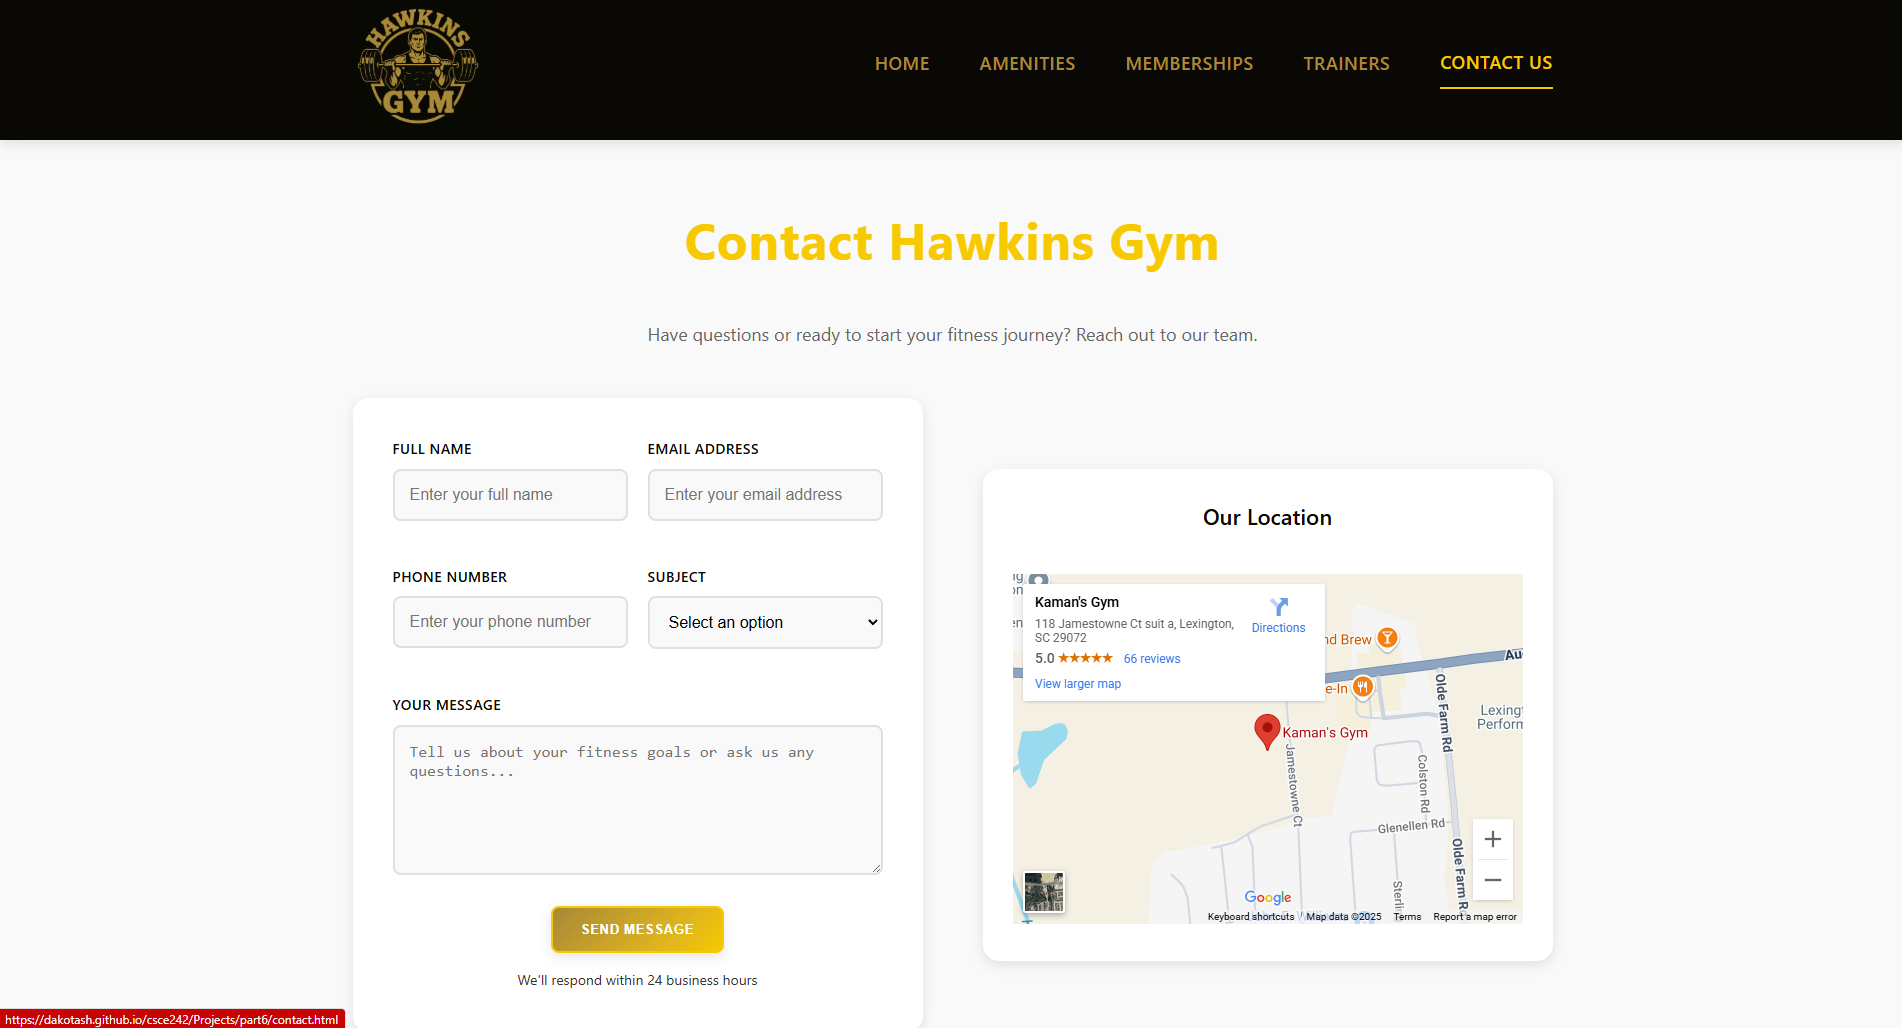 HAWKINS
GYM
HOME
AMENITIES
MEMBERSHIPS
TRAINERS
CONTACT US
Contact Hawkins Gym
Have questions or ready to start your fitness journey? Reach out to our team.
FULL NAME
EMAIL ADDRESS
Enter your full name
Enter your email address
PHONE NUMBER
SUBJECT
Enter your phone number
Select an option
YOUR MESSAGE
Tell us about your fitness goals or ask us any
questions...
SEND MESSAGE
We'll respond within 24 business hours
Our Location
Kaman's Gym
118 Jamestowne Ct suit a, Lexington,
SC 29072
5.0
66 reviews
View larger map
Directions
nd Brew
Au
e-In
Olde Farm Rd
Lexingt
Perform
Kaman's Gym
Jamestowne Ct
Colston Rd
Glenellen Rd
Olde Farm R
Sterlin
Google
Keyboard shortcuts
Map data ©2025
Terms
Report a map error
https://dakotash.github.io/csce242/Projects/part6/contact.html